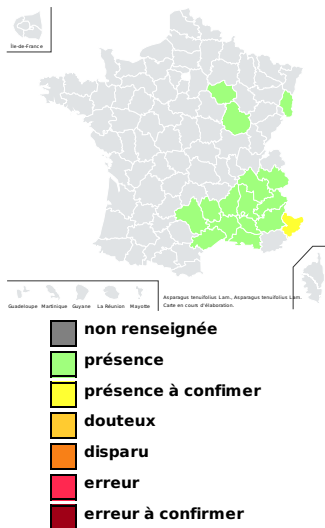 Île-de-France
Guadeloupe Martinique Guyane La Réunion Mayotte
Asparagus tenuifolius Lam., Asparagus tenuifolius Lam.
Carte en cours d'élaboration.
non renseignée
présence
présence à confimer
douteux
disparu
erreur
erreur à confirmer